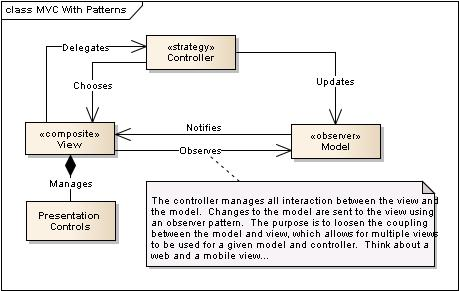 class MVC With Patterns
Delegates
«strategy»
Controller
Chooses
Updates
«composite»
View
Notifies
Observes
«observer»
Model
Manages
Presentation
Controls
The controller manages all interaction between the view and
the model.  Changes to the model are sent to the view using
an observer pattern.  The purpose is to loosen the coupling
between the model and view, which allows for multiple views
to be used for a given model and controller.  Think about a
web and a mobile view...